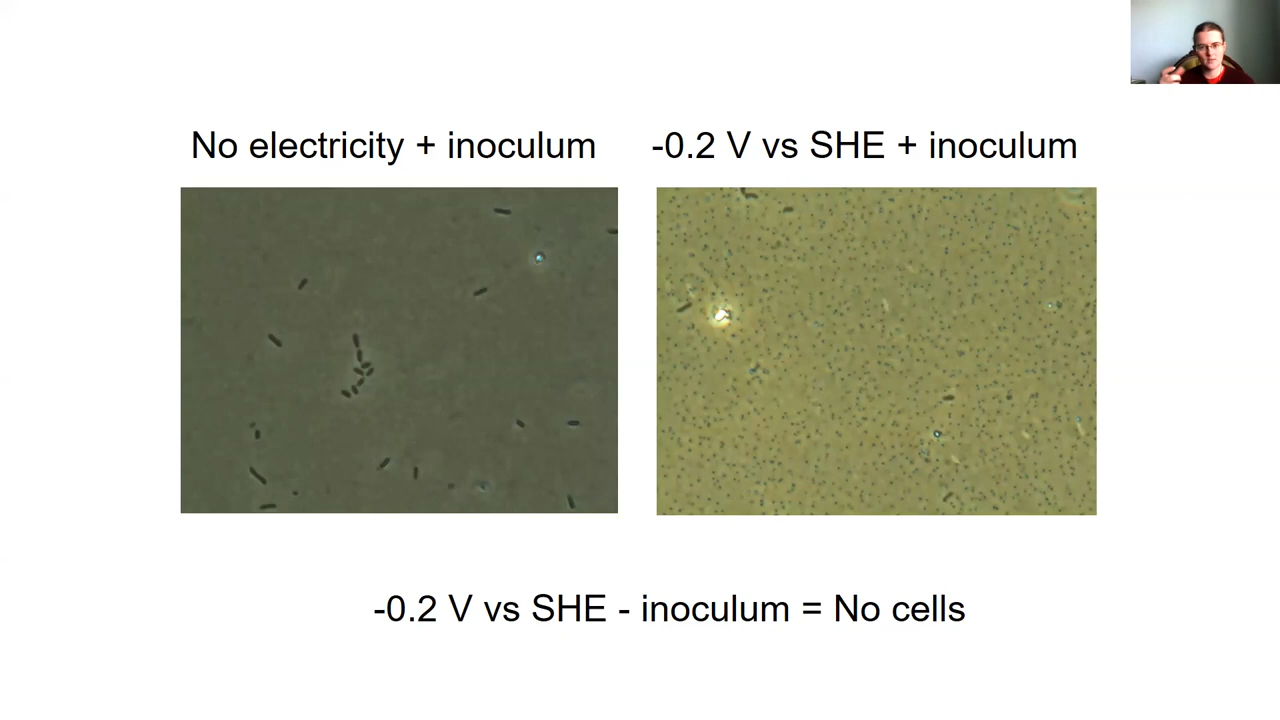 No electricity + inoculum
-0.2 V vs SHE + inoculum
-0.2 V vs SHE - inoculum = No cells